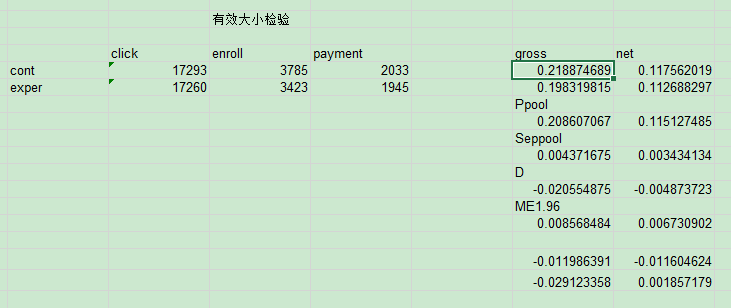 有效大小检验
click enroll payment gross net
cont 17293 3785 2033 0.218874689 0.117562019
exper 17260 3423 1945 0.198319815 0.112688297
Ppool
0.208607067 0.115127485
Seppool
0.004371675 0.003434134
D
-0.020554875 -0.004873723
ME1.96
0.008568484 0.006730902
-0.011986391 -0.011604624
-0.029123358 0.001857179